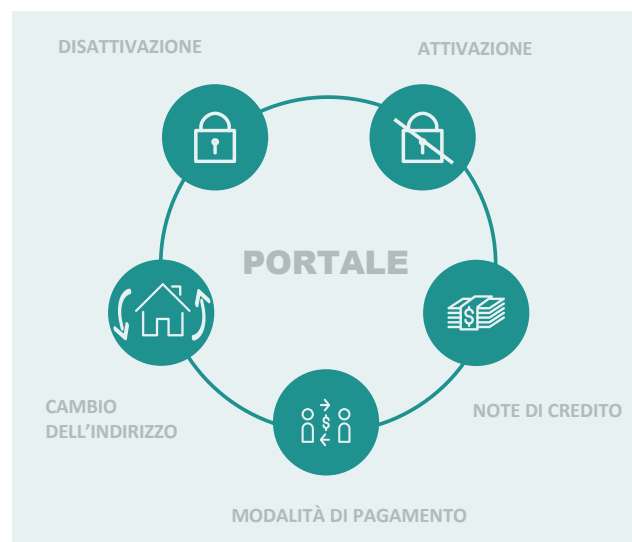 DISATTIVAZIONE
ATTIVAZIONE
PORTALE
CAMBIO
DELL’INDIRIZZO
NOTE DI CREDITO
MODALITÀ DI PAGAMENTO